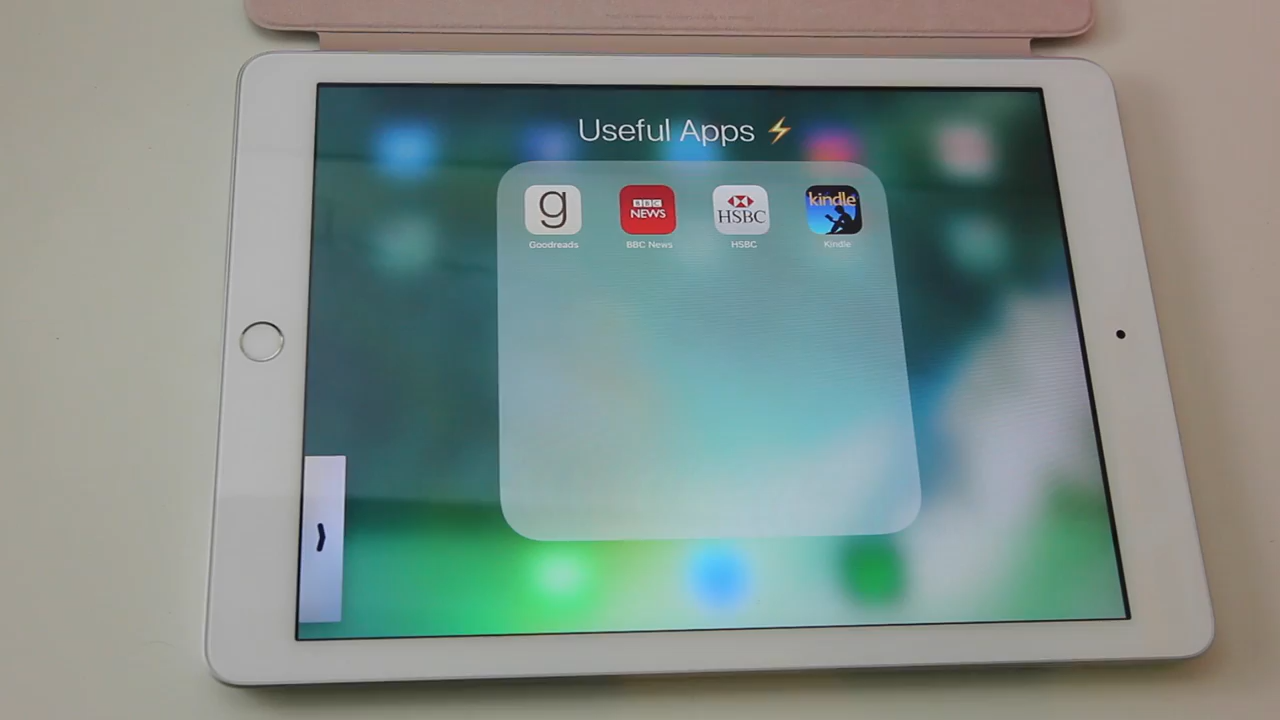 Useful Apps ⚡
g
BBC
NEWS
HSBC
kindle
Goodreads
BBC News
HSBC
Kindle